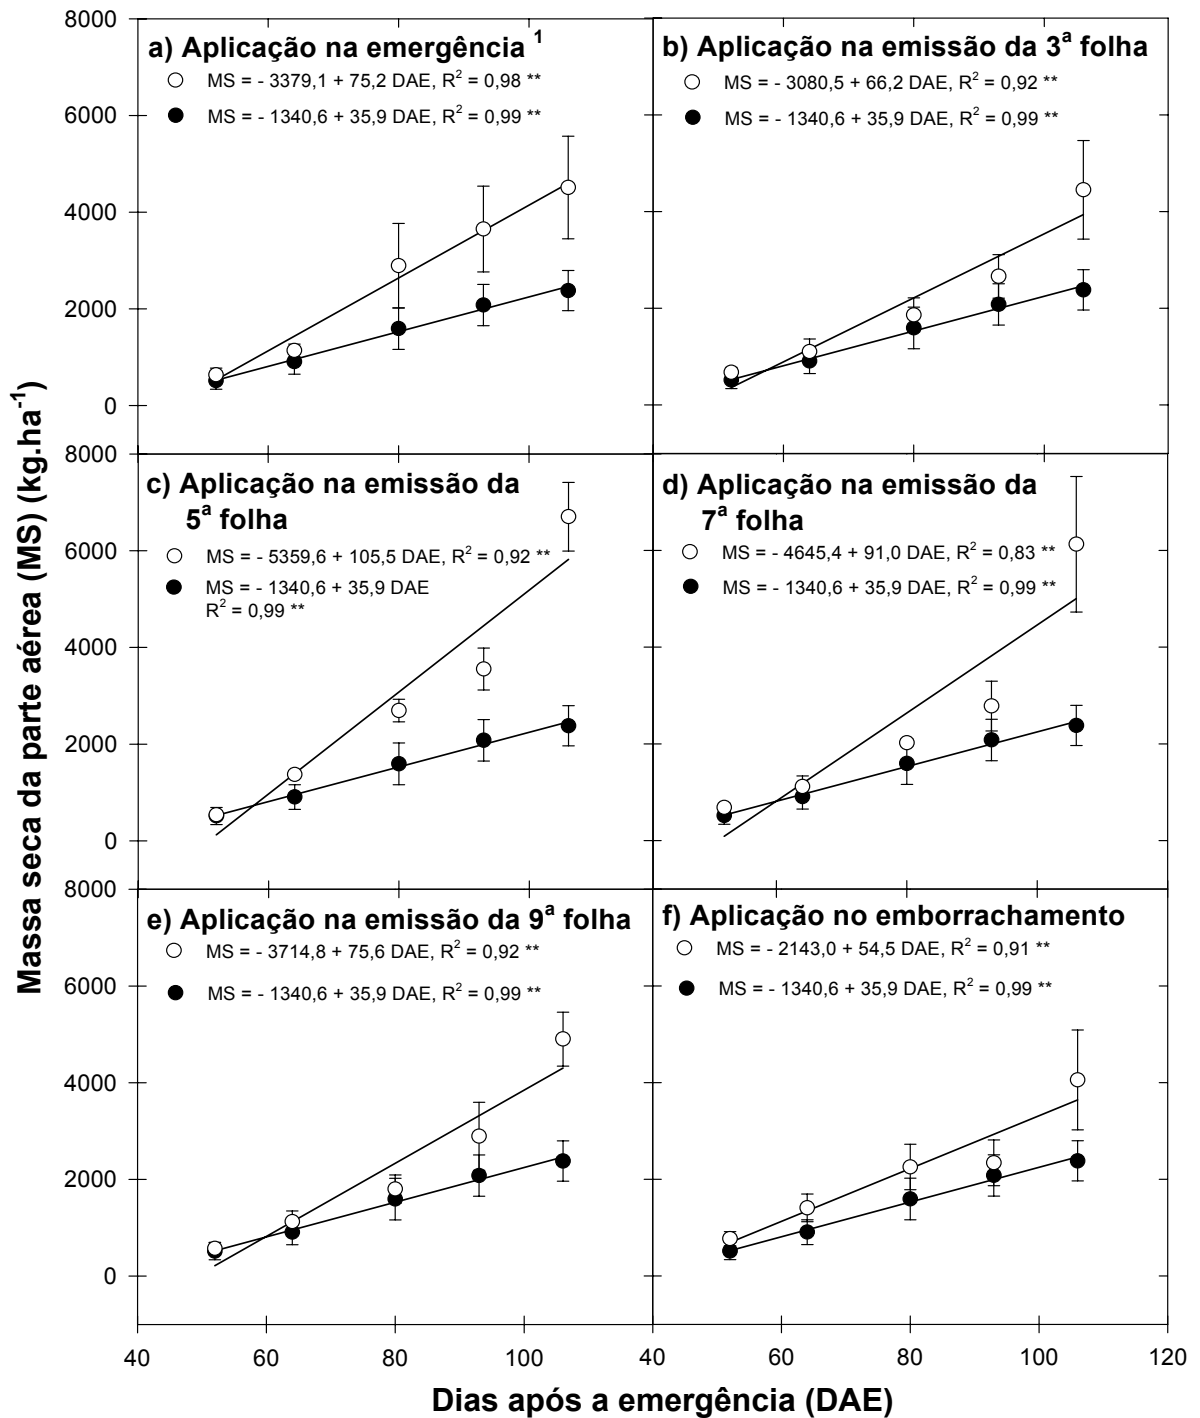 Massa seca da parte aérea (MS) (kg.ha⁻¹)
8000
6000
4000
2000
0
a) Aplicação na emergência ¹
MS = - 3379,1 + 75,2 DAE, R² = 0,98 **
MS = - 1340,6 + 35,9 DAE, R² = 0,99 **
b) Aplicação na emissão da 3ª folha
MS = - 3080,5 + 66,2 DAE, R² = 0,92 **
MS = - 1340,6 + 35,9 DAE, R² = 0,99 **
8000
6000
4000
2000
0
c) Aplicação na emissão da
5ª folha
MS = - 5359,6 + 105,5 DAE, R² = 0,92 **
MS = - 1340,6 + 35,9 DAE
R² = 0,99 **
d) Aplicação na emissão da
7ª folha
MS = - 4645,4 + 91,0 DAE, R² = 0,83 **
MS = - 1340,6 + 35,9 DAE, R² = 0,99 **
8000
6000
4000
2000
0
e) Aplicação na emissão da 9ª folha
MS = - 3714,8 + 75,6 DAE, R² = 0,92 **
MS = - 1340,6 + 35,9 DAE, R² = 0,99 **
f) Aplicação no emborrachamento
MS = - 2143,0 + 54,5 DAE, R² = 0,91 **
MS = - 1340,6 + 35,9 DAE, R² = 0,99 **
40 60 80 100 40 60 80 100 120
Dias após a emergência (DAE)